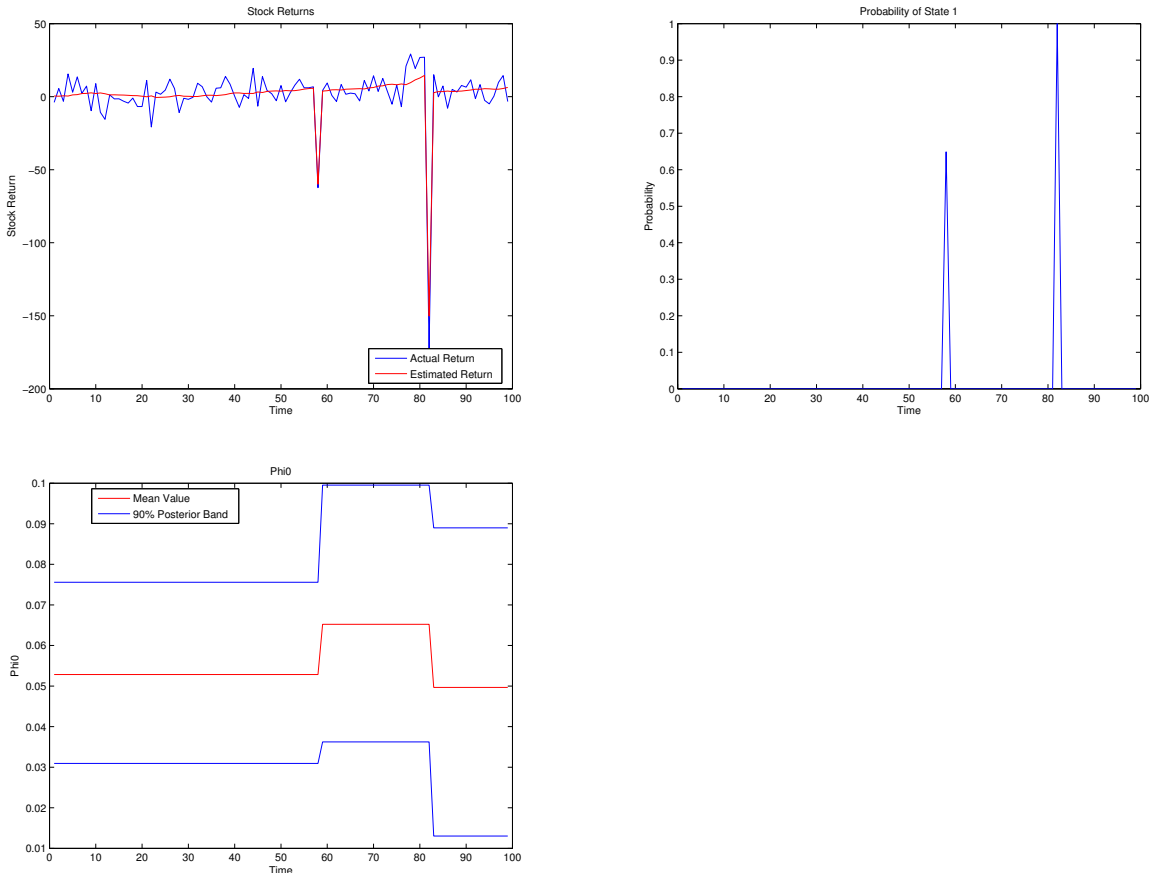 Stock Returns
50
0
−50
−100
−150
−200
Stock Return
0 10 20 30 40 50 60 70 80 90 100
Time
Actual Return
Estimated Return
Probability of State 1
1
0.9
0.8
0.7
0.6
0.5
0.4
0.3
0.2
0.1
0
Probability
0 10 20 30 40 50 60 70 80 90 100
Time
Phi0
0.1
0.09
0.08
0.07
0.06
0.05
0.04
0.03
0.02
0.01
Phi0
Mean Value
90% Posterior Band
0 10 20 30 40 50 60 70 80 90 100
Time